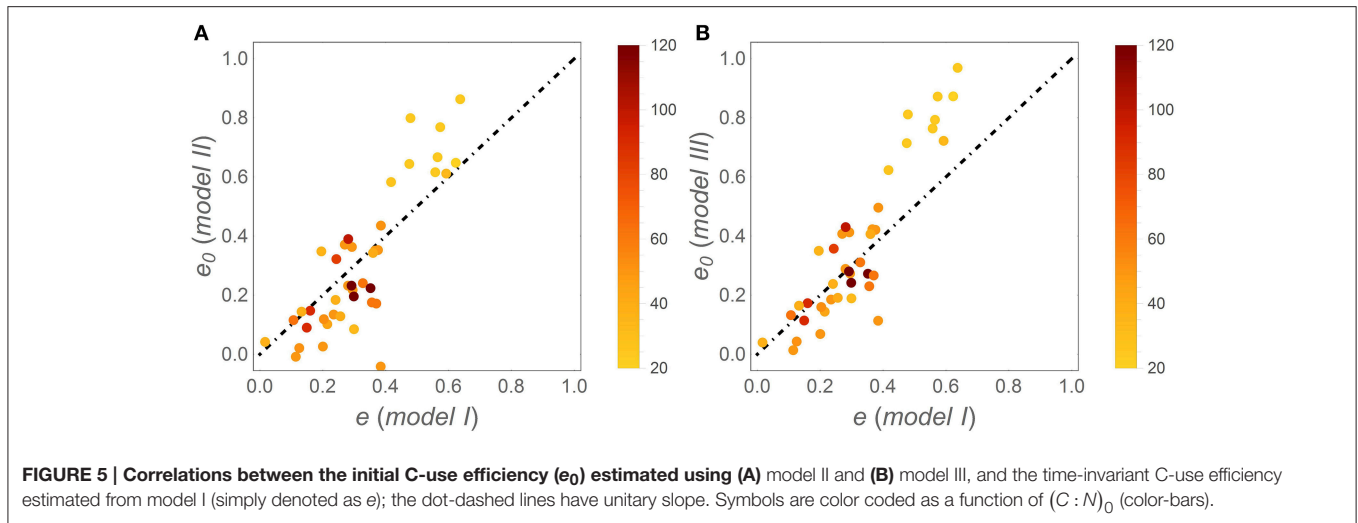 A
B
1.0
0.8
0.6
0.4
0.2
0.0
e0 (model II)
0.0 0.2 0.4 0.6 0.8 1.0
e (model I)
120
100
80
60
40
20
1.0
0.8
0.6
0.4
0.2
0.0
e0 (model III)
0.0 0.2 0.4 0.6 0.8 1.0
e (model I)
120
100
80
60
40
20
FIGURE 5 | Correlations between the initial C-use efficiency (e0) estimated using (A) model II and (B) model III, and the time-invariant C-use efficiency
estimated from model I (simply denoted as e); the dot-dashed lines have unitary slope. Symbols are color coded as a function of (C : N)0 (color-bars).